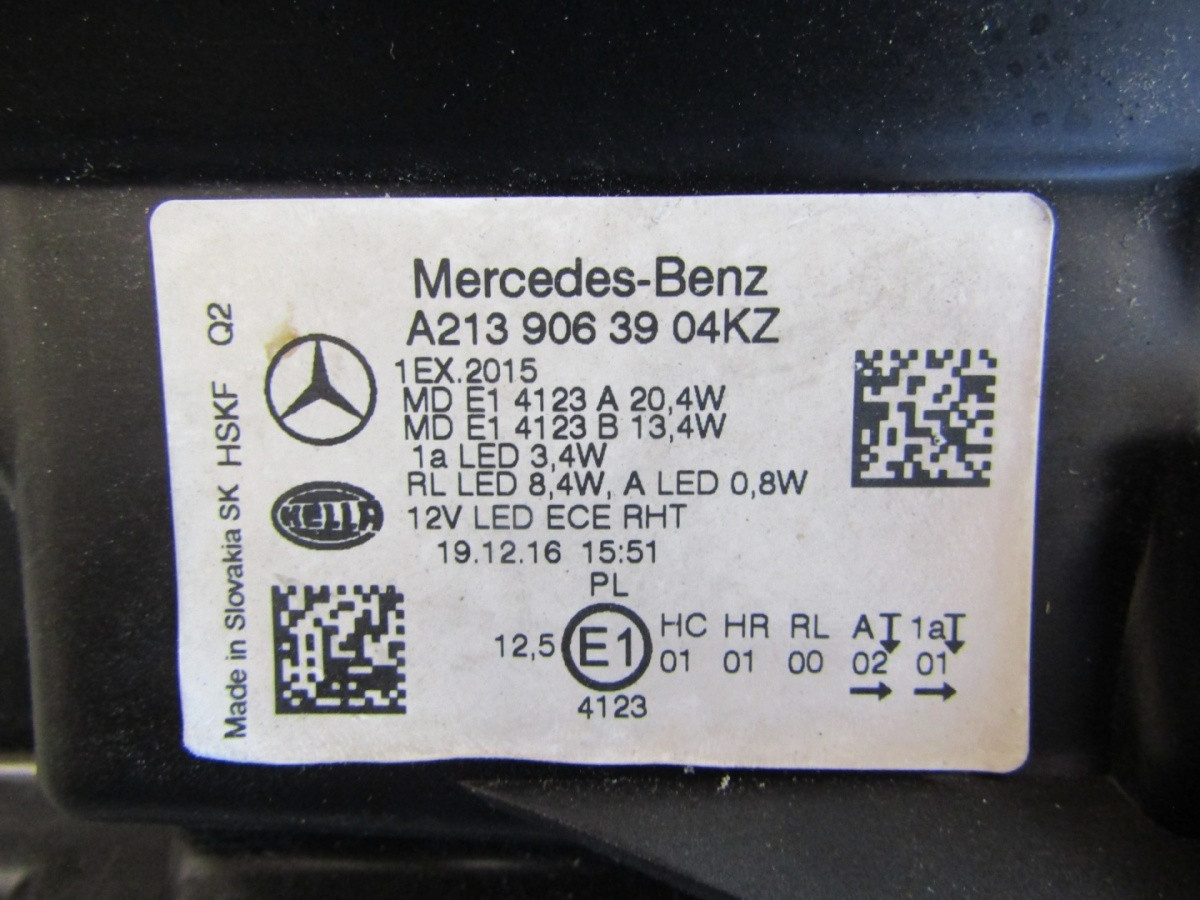 Mercedes-Benz
A213 906 39 04KZ
1EX.2015
MD E1 4123 A 20,4W
MD E1 4123 B 13,4W
1a LED 3,4W
RL LED 8,4W, A LED 0,8W
12V LED ECE RHT
19.12.16 15:51
PL
12,5 E1 HC HR RL A 1a
01 01 00 02 01
4123
HELLA
Made in Slovakia SK HSKF Q2